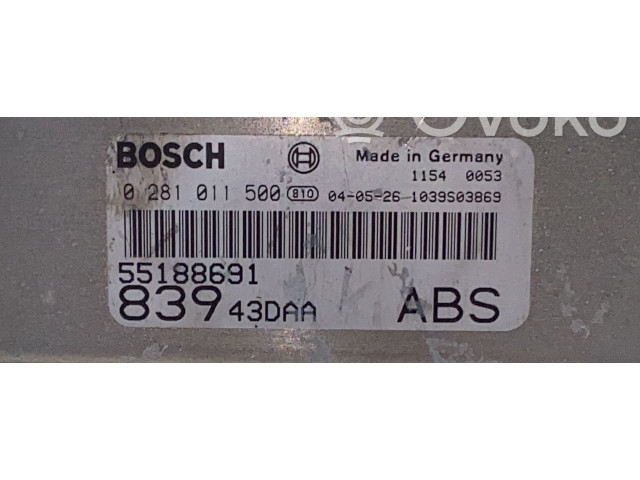 Ovoko
BOSCH Made in Germany
1154 0053
0 281 011 500 810 04-05-26 1039S03869
55188691
839 43DAA ABS